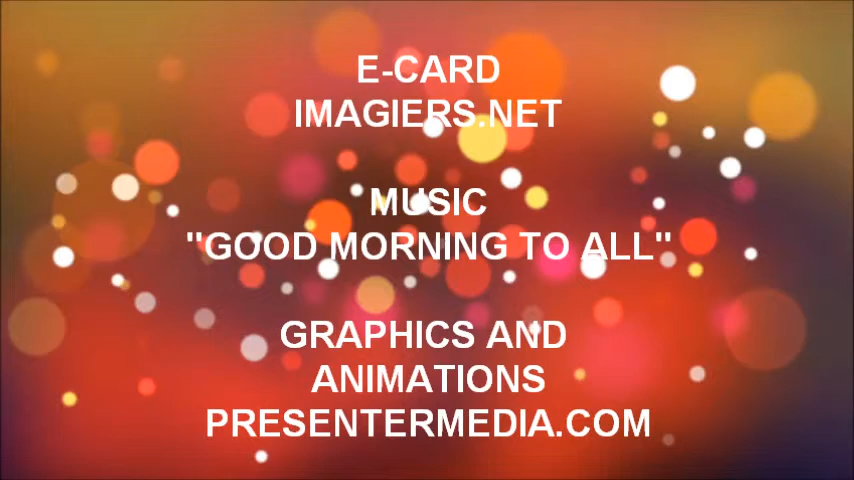 E-CARD
IMAGIERS.NET
MUSIC
"GOOD MORNING TO ALL"
GRAPHICS AND
ANIMATIONS
PRESENTERMEDIA.COM